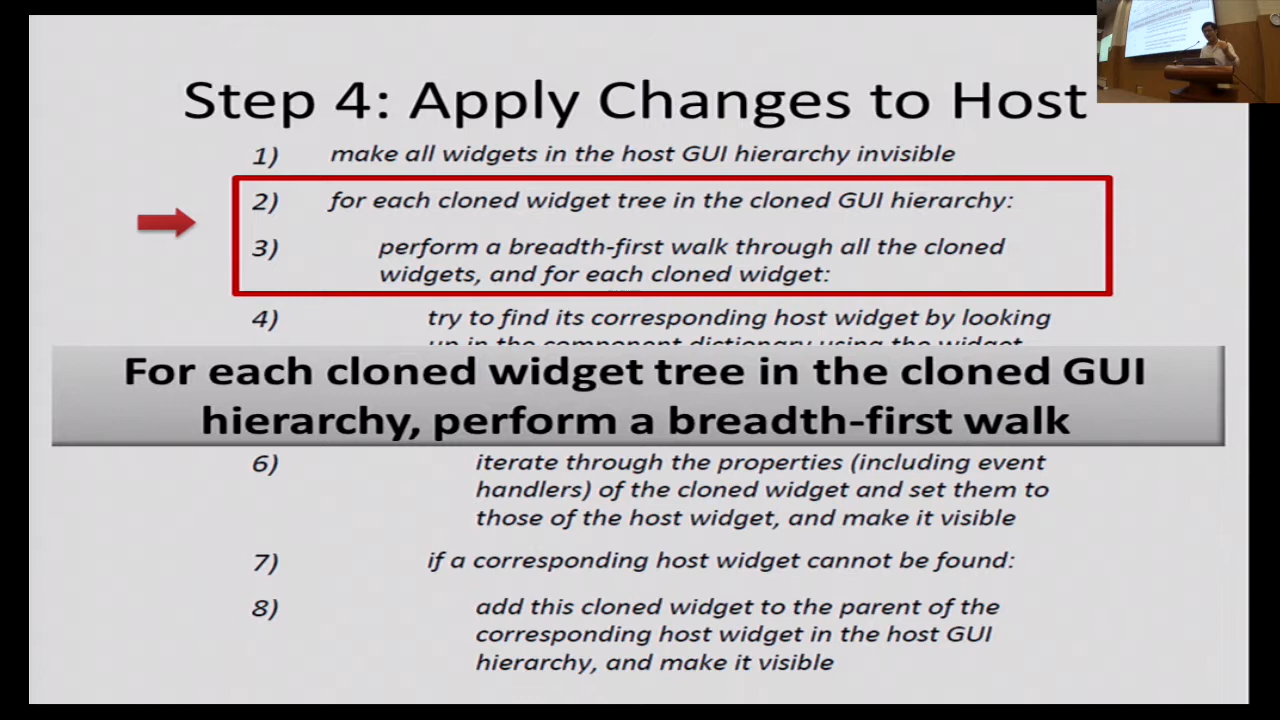 Step 4: Apply Changes to Host
1) make all widgets in the host GUI hierarchy invisible
2) for each cloned widget tree in the cloned GUI hierarchy:
3) perform a breadth-first walk through all the cloned
widgets, and for each cloned widget:
4) try to find its corresponding host widget by looking
up in the component dictionary using the widget
For each cloned widget tree in the cloned GUI
hierarchy, perform a breadth-first walk
6) iterate through the properties (including event
handlers) of the cloned widget and set them to
those of the host widget, and make it visible
7) if a corresponding host widget cannot be found:
8) add this cloned widget to the parent of the
corresponding host widget in the host GUI
hierarchy, and make it visible